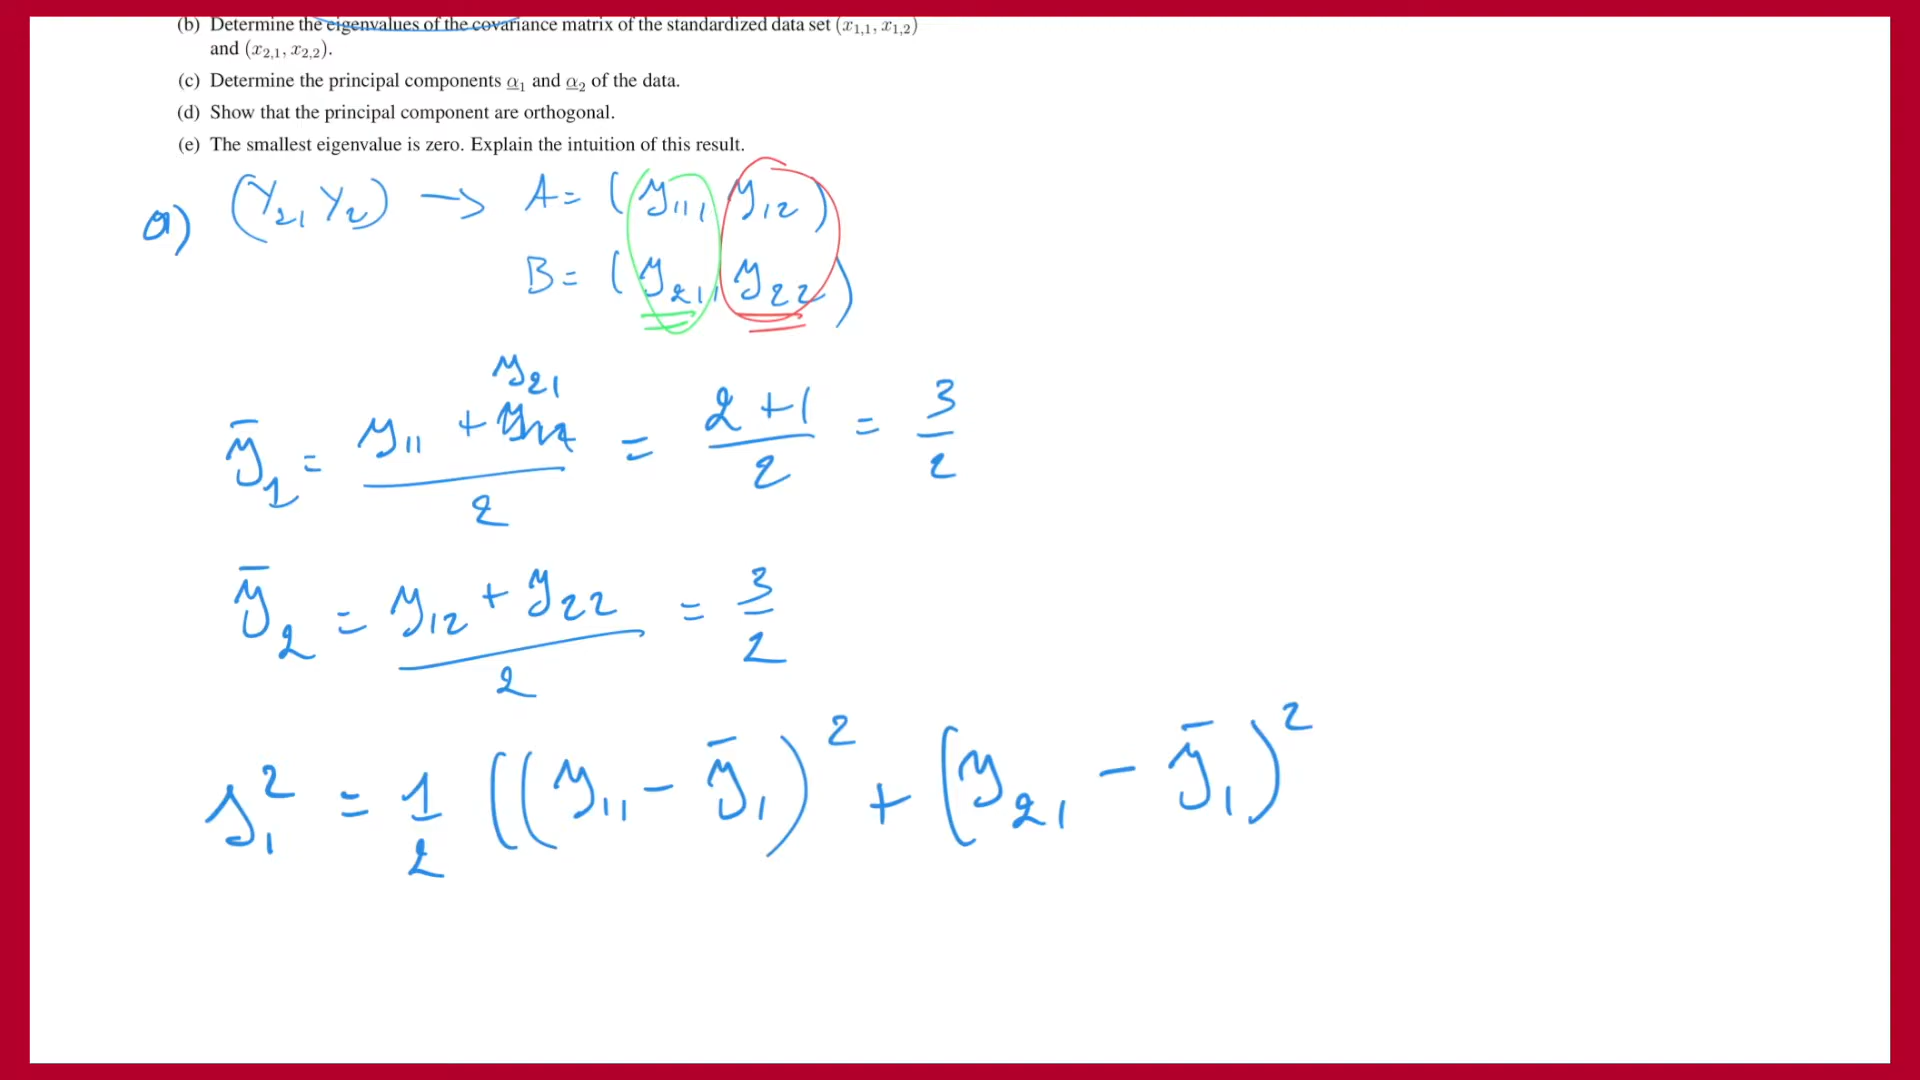 (b) Determine the eigenvalues of the covariance matrix of the standardized data set (x₁,₁, x₁,₂)
and (x₂,₁, x₂,₂).
(c) Determine the principal components α₁ and α₂ of the data.
(d) Show that the principal component are orthogonal.
(e) The smallest eigenvalue is zero. Explain the intuition of this result.
a) (Y₂₁ Y₂) → A = (y₁₁, y₁₂)
B = (y₂₁, y₂₂)
ȳ₁ = (y₁₁ + y₂₁)/2 = (2+1)/2 = 3/2
ȳ₂ = (y₁₂ + y₂₂)/2 = 3/2
s₁² = 1/2 ((y₁₁ - ȳ₁)² + (y₂₁ - ȳ₁)²